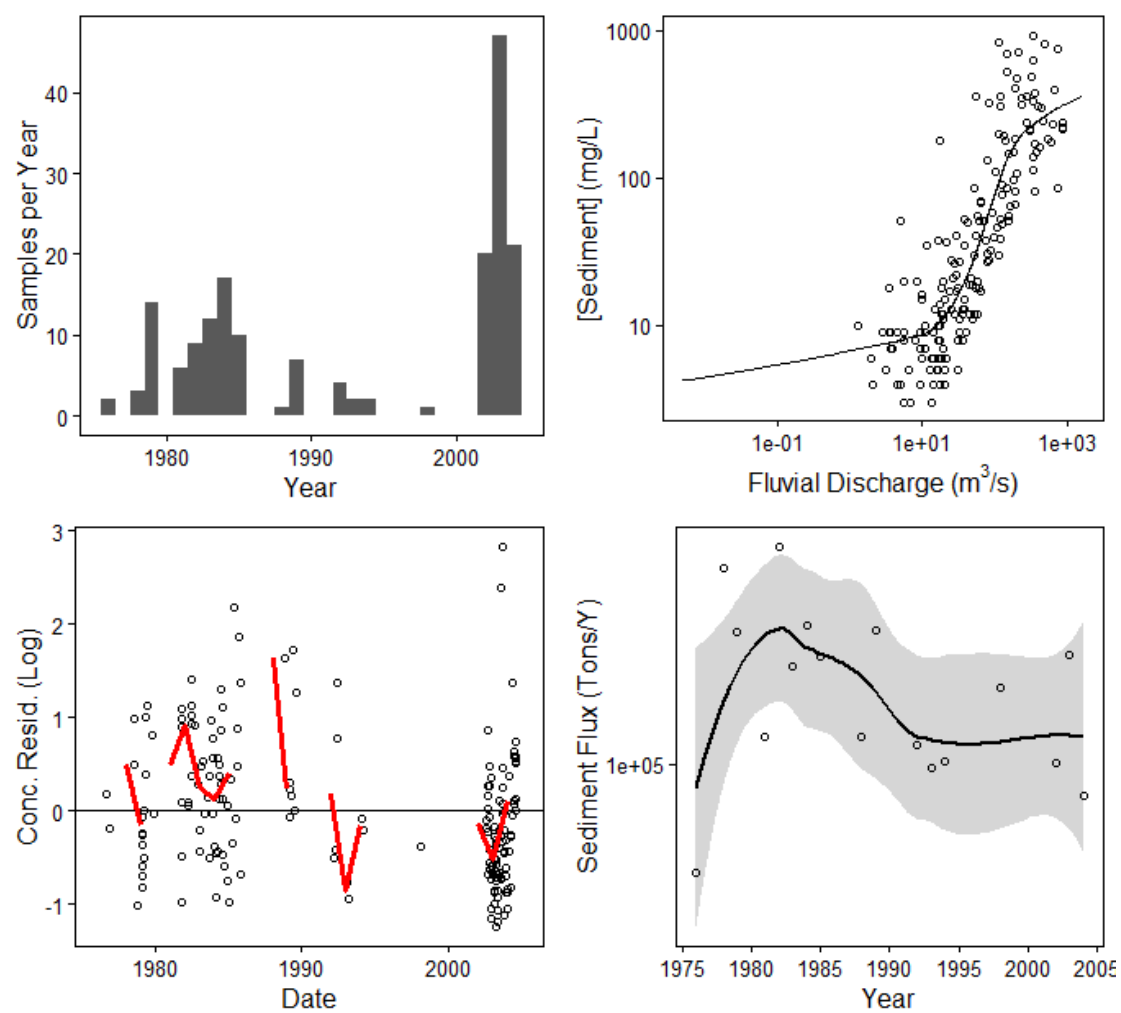 Samples per Year
40
30
20
10
0
1980
1990
2000
Year
[Sediment] (mg/L)
1000
100
10
1e-01
1e+01
1e+03
Fluvial Discharge (m³/s)
Conc. Resid. (Log)
3
2
1
0
-1
1980
1990
2000
Date
Sediment Flux (Tons/Y)
1e+05
1975
1980
1985
1990
1995
2000
2005
Year